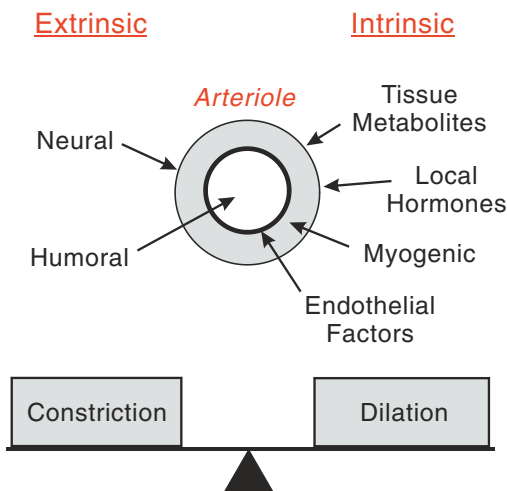 Extrinsic
Intrinsic
Arteriole
Tissue
Metabolites
Neural
Local
Hormones
Humoral
Myogenic
Endothelial
Factors
Constriction
Dilation